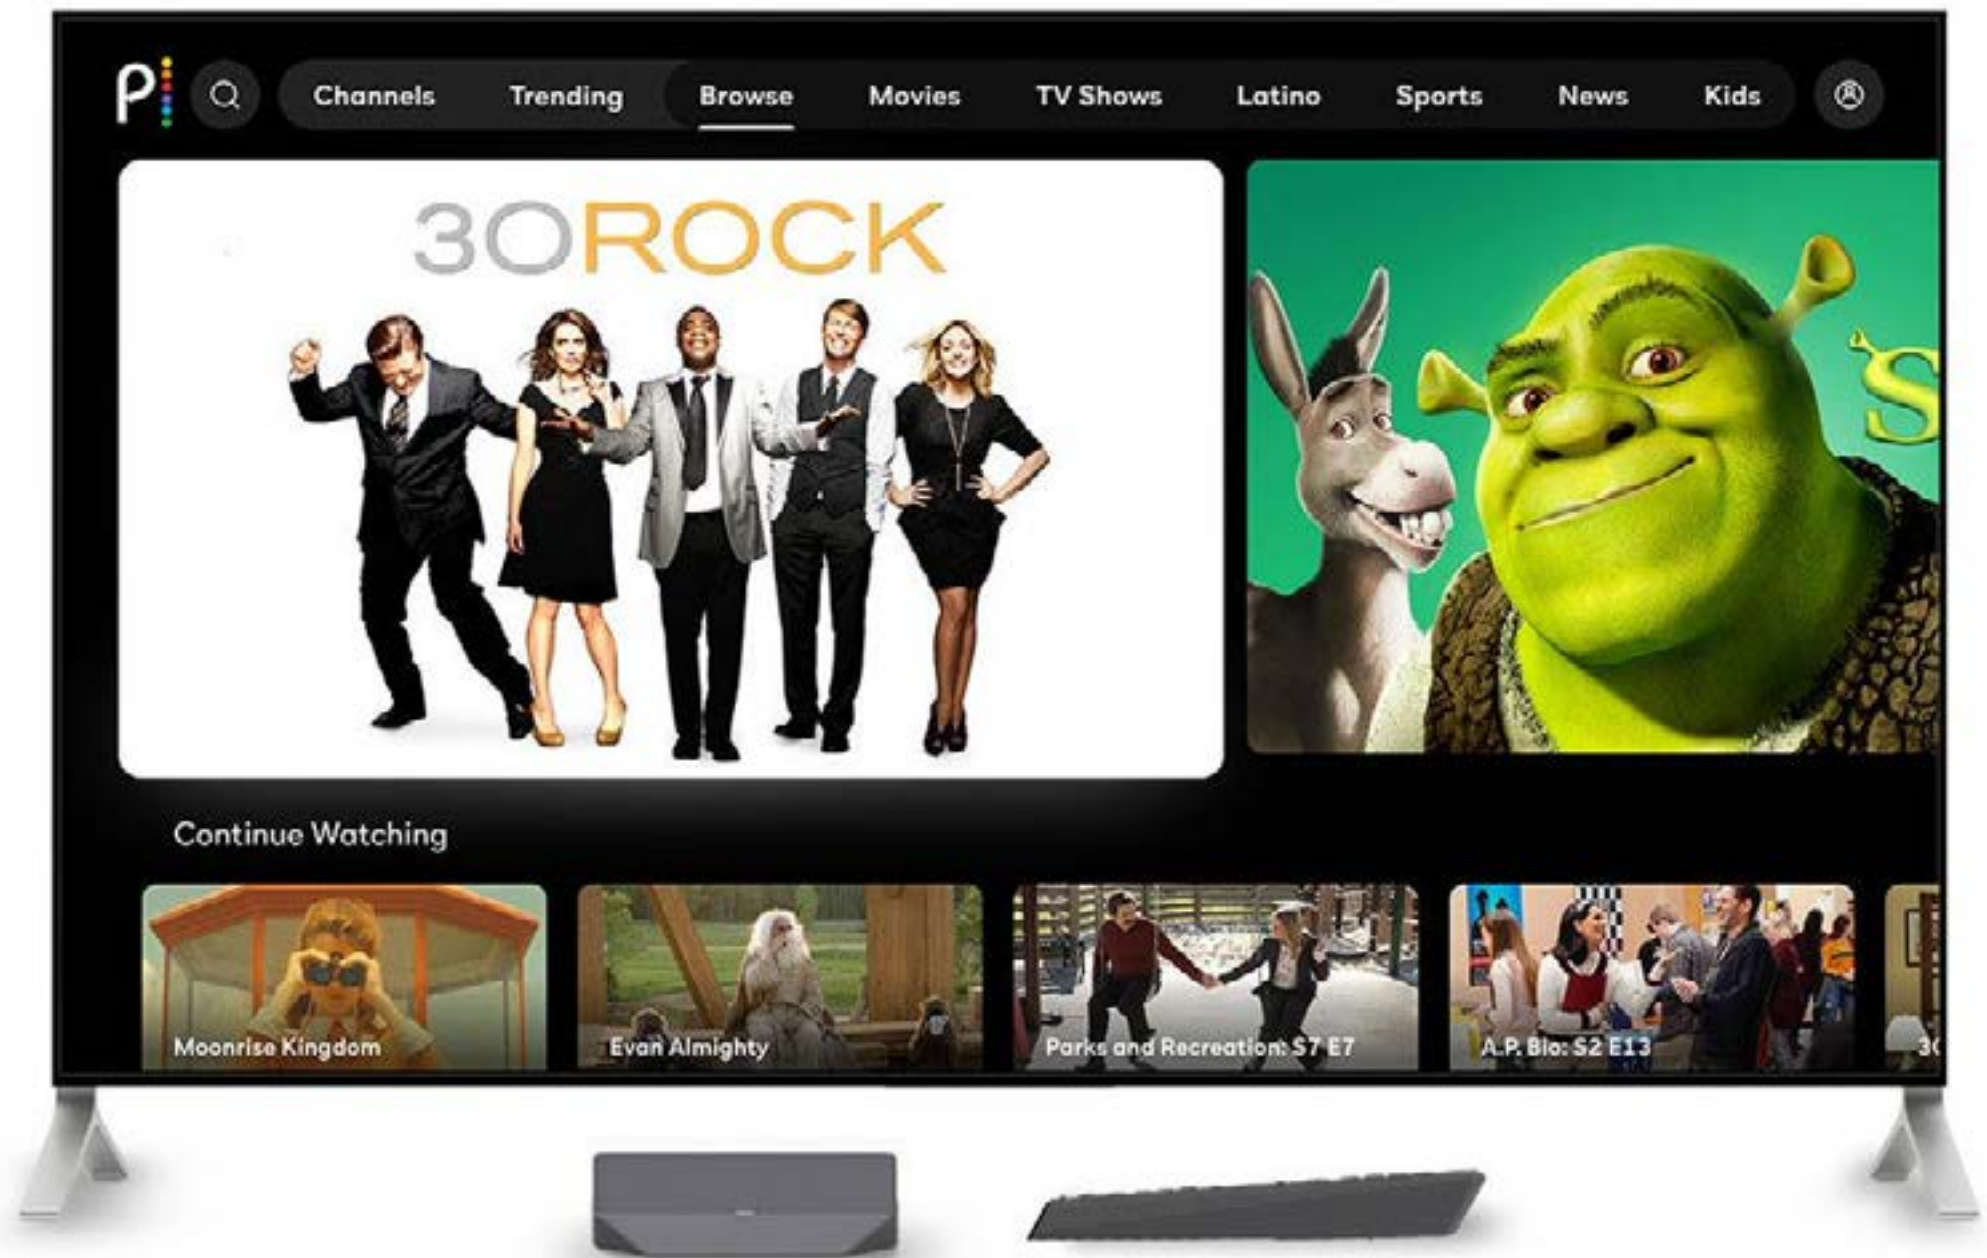 P
Channels
Trending
Browse
Movies
TV Shows
Latino
Sports
News
Kids
30ROCK
S
Continue Watching
Moonrise Kingdom
Evan Almighty
Parks and Recreation: S7 E7
A.P. Bio: S2 E13